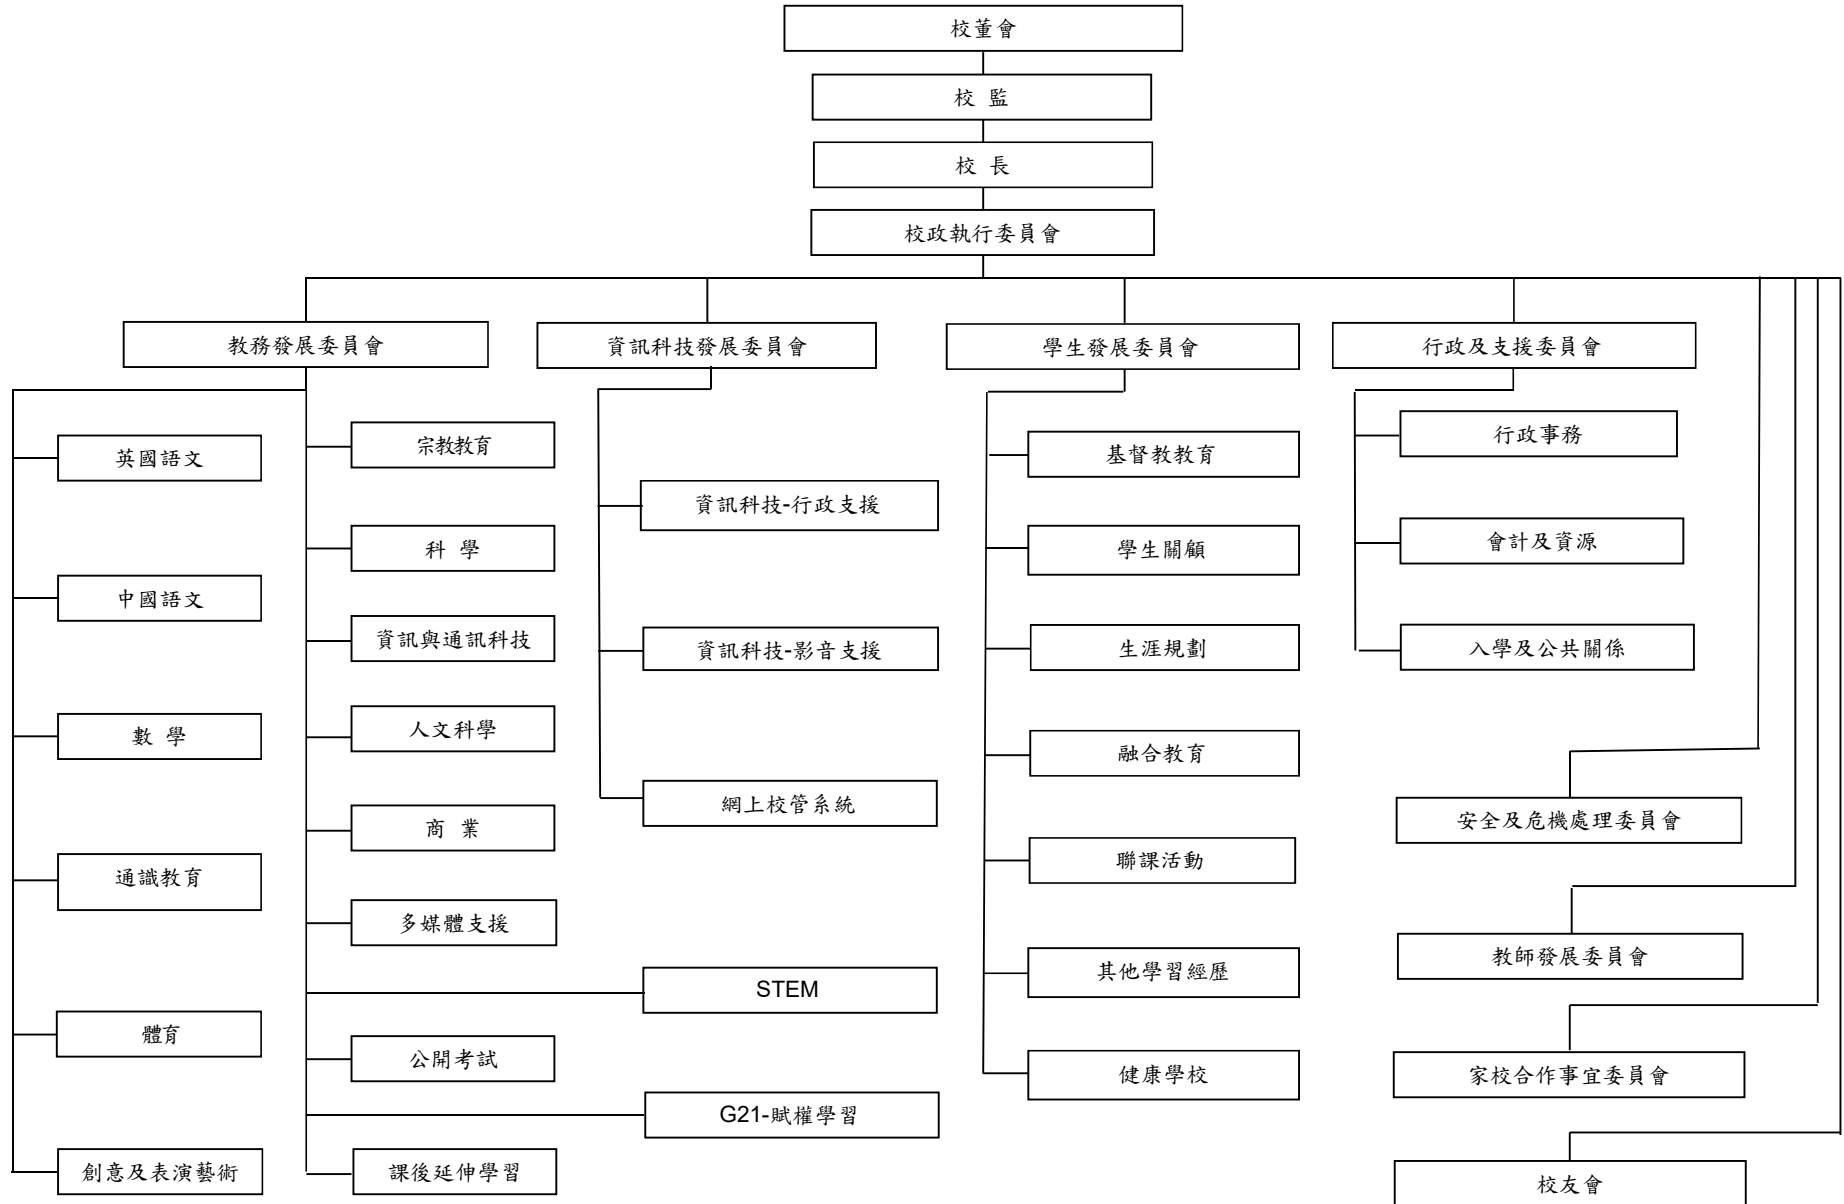 校董會
校 監
校 長
校政執行委員會
教務發展委員會
資訊科技發展委員會
學生發展委員會
行政及支援委員會
英國語文
中國語文
數 學
通識教育
體育
創意及表演藝術
宗教教育
科 學
資訊與通訊科技
人文科學
商 業
多媒體支援
STEM
公開考試
G21-賦權學習
課後延伸學習
資訊科技-行政支援
資訊科技-影音支援
網上校管系統
基督教教育
學生關顧
生涯規劃
融合教育
聯課活動
其他學習經歷
健康學校
行政事務
會計及資源
入學及公共關係
安全及危機處理委員會
教師發展委員會
家校合作事宜委員會
校友會